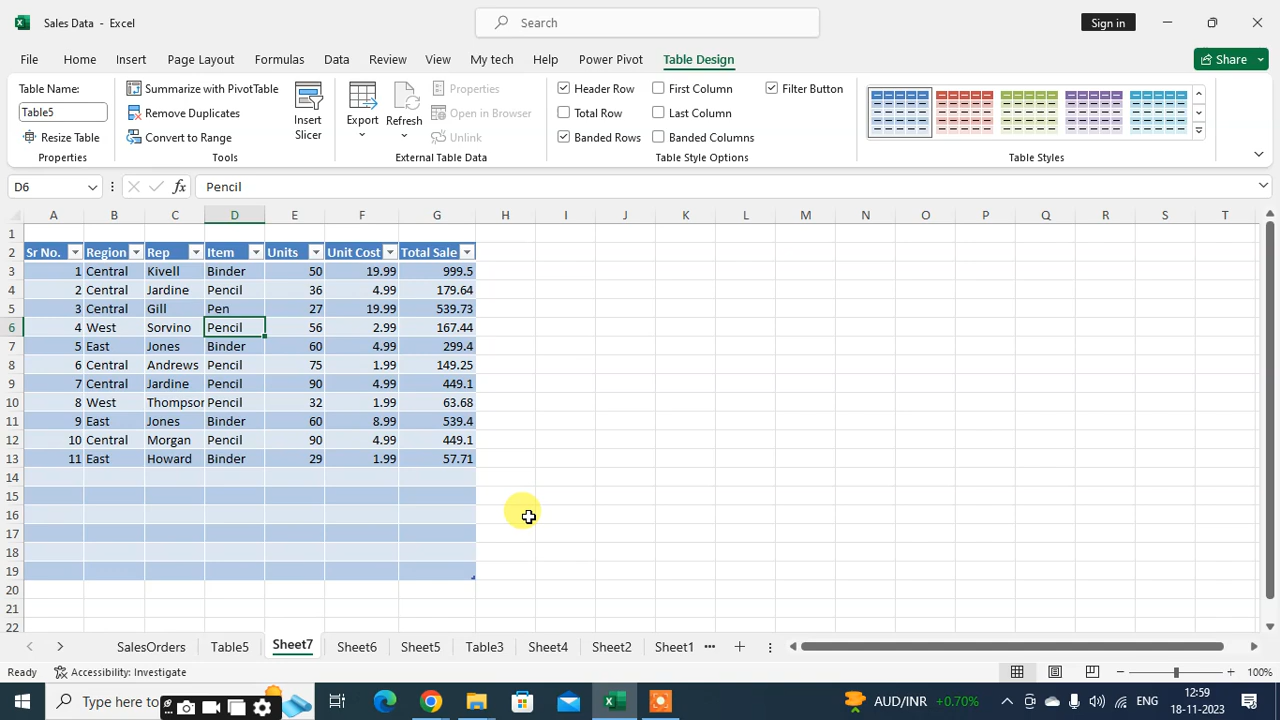 Sales Data - Excel
Search
Sign in
File Home Insert Page Layout Formulas Data Review View My tech Help Power Pivot Table Design Share
Table Name:
Table5
Resize Table
Properties
Summarize with PivotTable
Remove Duplicates
Convert to Range
Insert
Slicer
Tools
Export
Refresh
Properties
Open in Browser
Unlink
External Table Data
Header Row First Column Filter Button
Total Row Last Column
Banded Rows Banded Columns
Table Style Options
Table Styles
D6 fx Pencil
A B C D E F G H I J K L M N O P Q R S T
1
2 Sr No. Region Rep Item Units Unit Cost Total Sale
3 1 Central Kivell Binder 50 19.99 999.5
4 2 Central Jardine Pencil 36 4.99 179.64
5 3 Central Gill Pen 27 19.99 539.73
6 4 West Sorvino Pencil 56 2.99 167.44
7 5 East Jones Binder 60 4.99 299.4
8 6 Central Andrews Pencil 75 1.99 149.25
9 7 Central Jardine Pencil 90 4.99 449.1
10 8 West Thompson Pencil 32 1.99 63.68
11 9 East Jones Binder 60 8.99 539.4
12 10 Central Morgan Pencil 90 4.99 449.1
13 11 East Howard Binder 29 1.99 57.71
14
15
16
17
18
19
20
21
22
SalesOrders Table5 Sheet7 Sheet6 Sheet5 Table3 Sheet4 Sheet2 Sheet1 ...
Ready Accessibility: Investigate 100%
Type here to
AUD/INR +0.70% ENG 12:59
18-11-2023